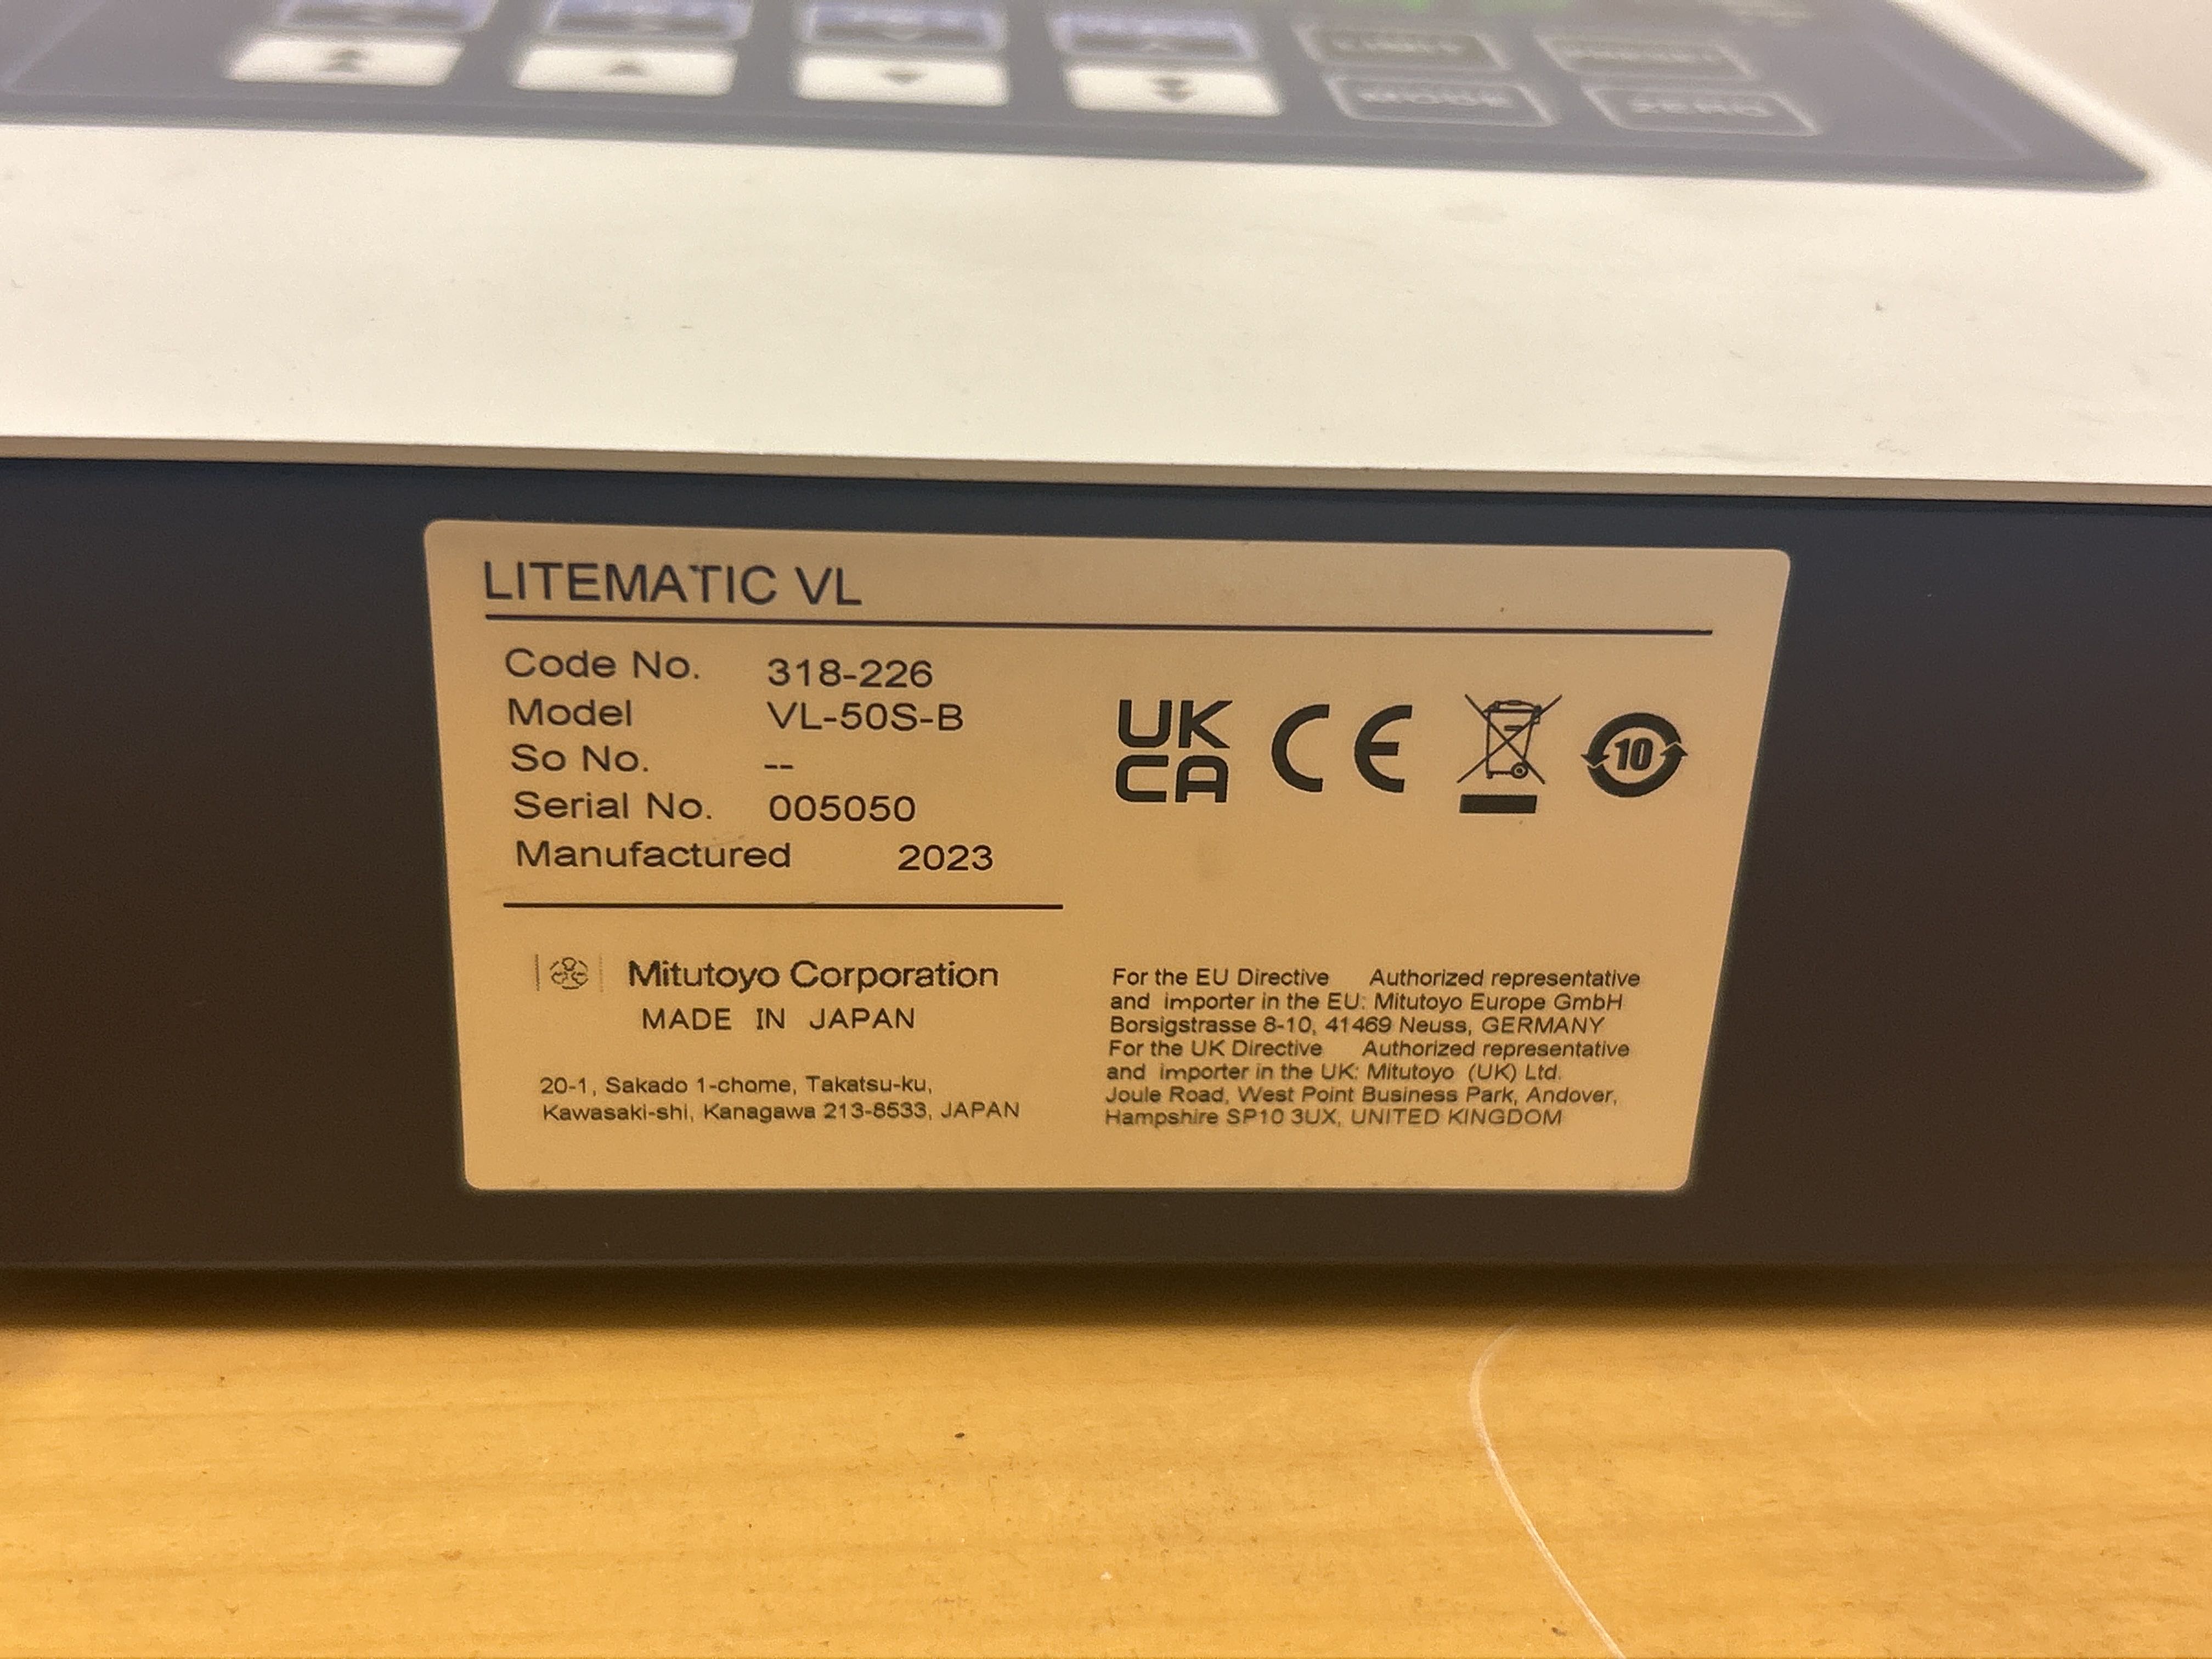 LIMIT
PRESET
MODE
ZERO
LITEMATIC VL
Code No. 318-226
Model VL-50S-B
So No. --
Serial No. 005050
Manufactured 2023
UK
CA
CE
10
Mitutoyo Corporation
MADE IN JAPAN
20-1, Sakado 1-chome, Takatsu-ku,
Kawasaki-shi, Kanagawa 213-8533, JAPAN
For the EU Directive Authorized representative
and importer in the EU: Mitutoyo Europe GmbH
Borsigstrasse 8-10, 41469 Neuss, GERMANY
For the UK Directive Authorized representative
and importer in the UK: Mitutoyo (UK) Ltd.
Joule Road, West Point Business Park, Andover,
Hampshire SP10 3UX, UNITED KINGDOM